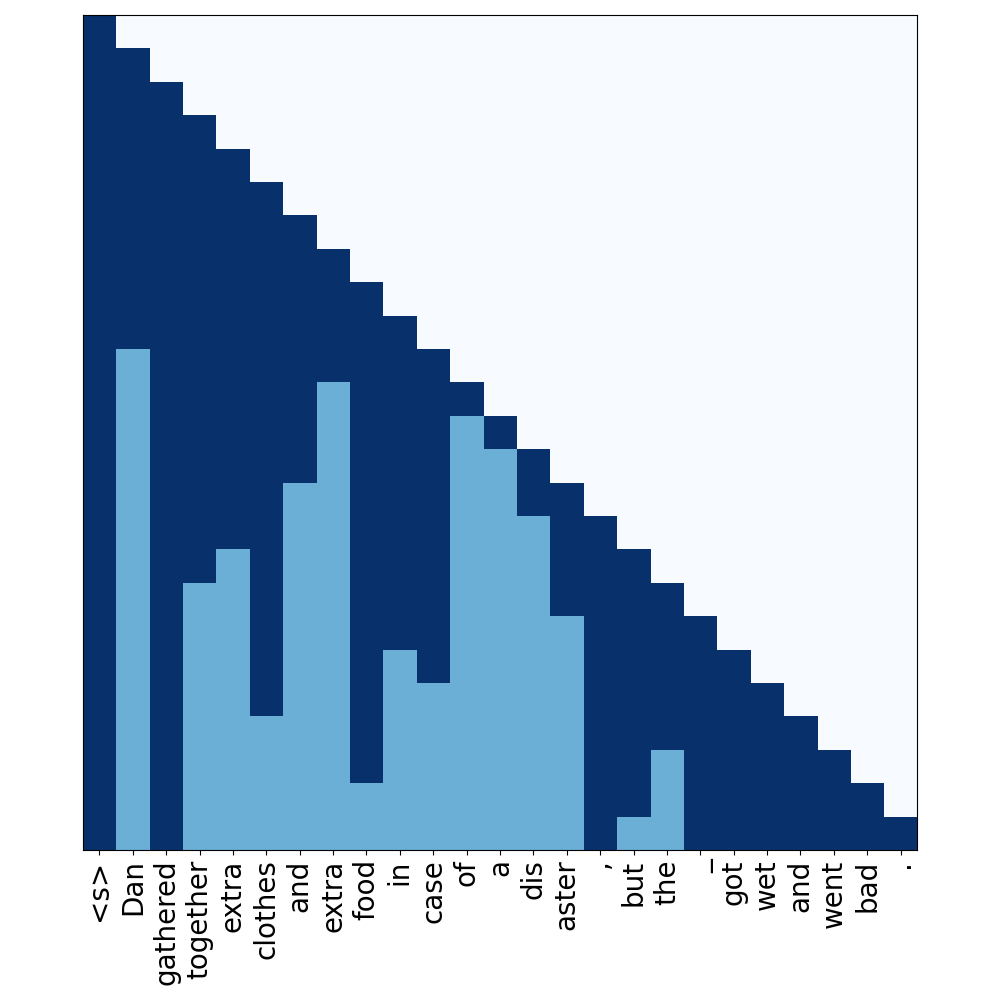 <s> Dan gathered together extra clothes and extra food in case of a dis aster , but the _ got wet and went bad .